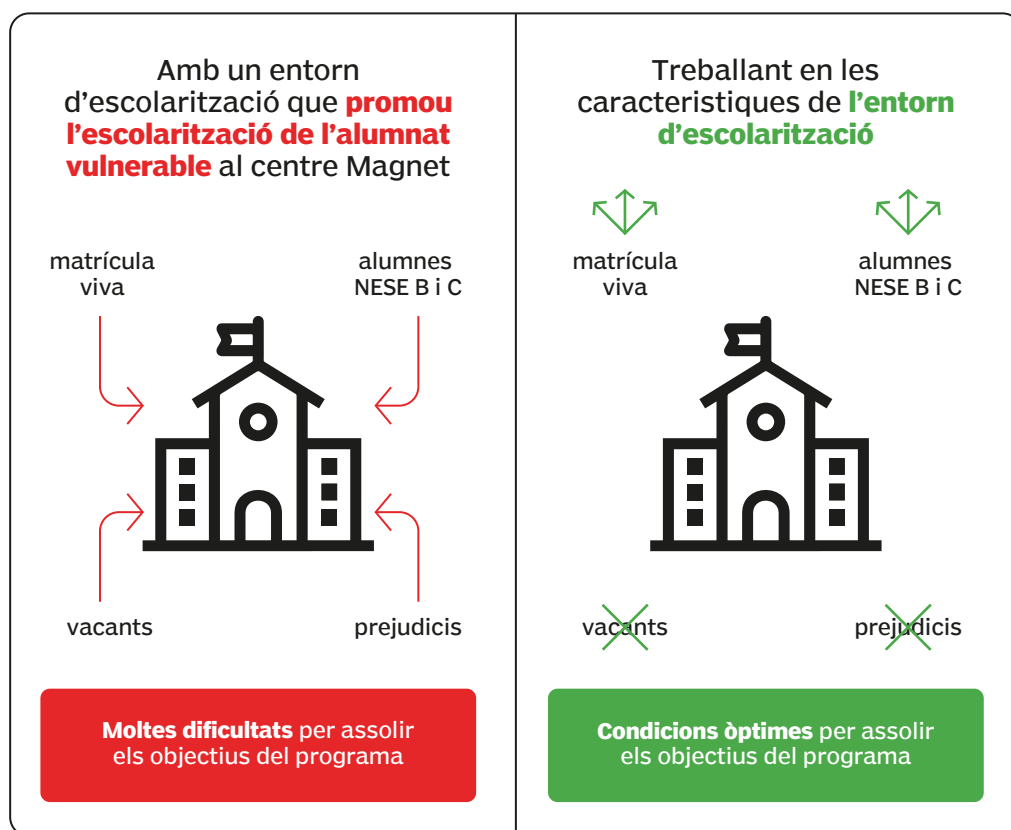 Amb un entorn
d'escolarització que promou
l'escolarització de l'alumnat
vulnerable al centre Magnet
matrícula
viva
alumnes
NESE B i C
vacants
prejudicis
Moltes dificultats per assolir
els objectius del programa
Treballant en les
caracteristiques de l'entorn
d'escolarització
matrícula
viva
alumnes
NESE B i C
vacants
prejudicis
Condicions òptimes per assolir
els objectius del programa